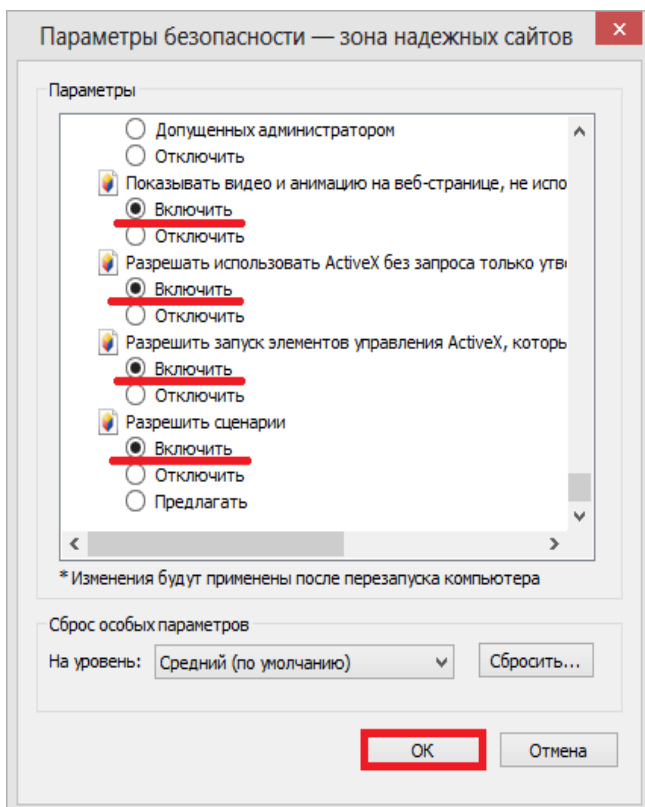 Параметры безопасности — зона надежных сайтов
Параметры
Допущенных администратором
Отключить
Показывать видео и анимацию на веб-странице, не испо
Включить
Отключить
Разрешать использовать ActiveX без запроса только утв
Включить
Отключить
Разрешить запуск элементов управления ActiveX, которь
Включить
Отключить
Разрешить сценарии
Включить
Отключить
Предлагать
* Изменения будут применены после перезапуска компьютера
Сброс особых параметров
На уровень: Средний (по умолчанию) Сбросить...
ОК Отмена